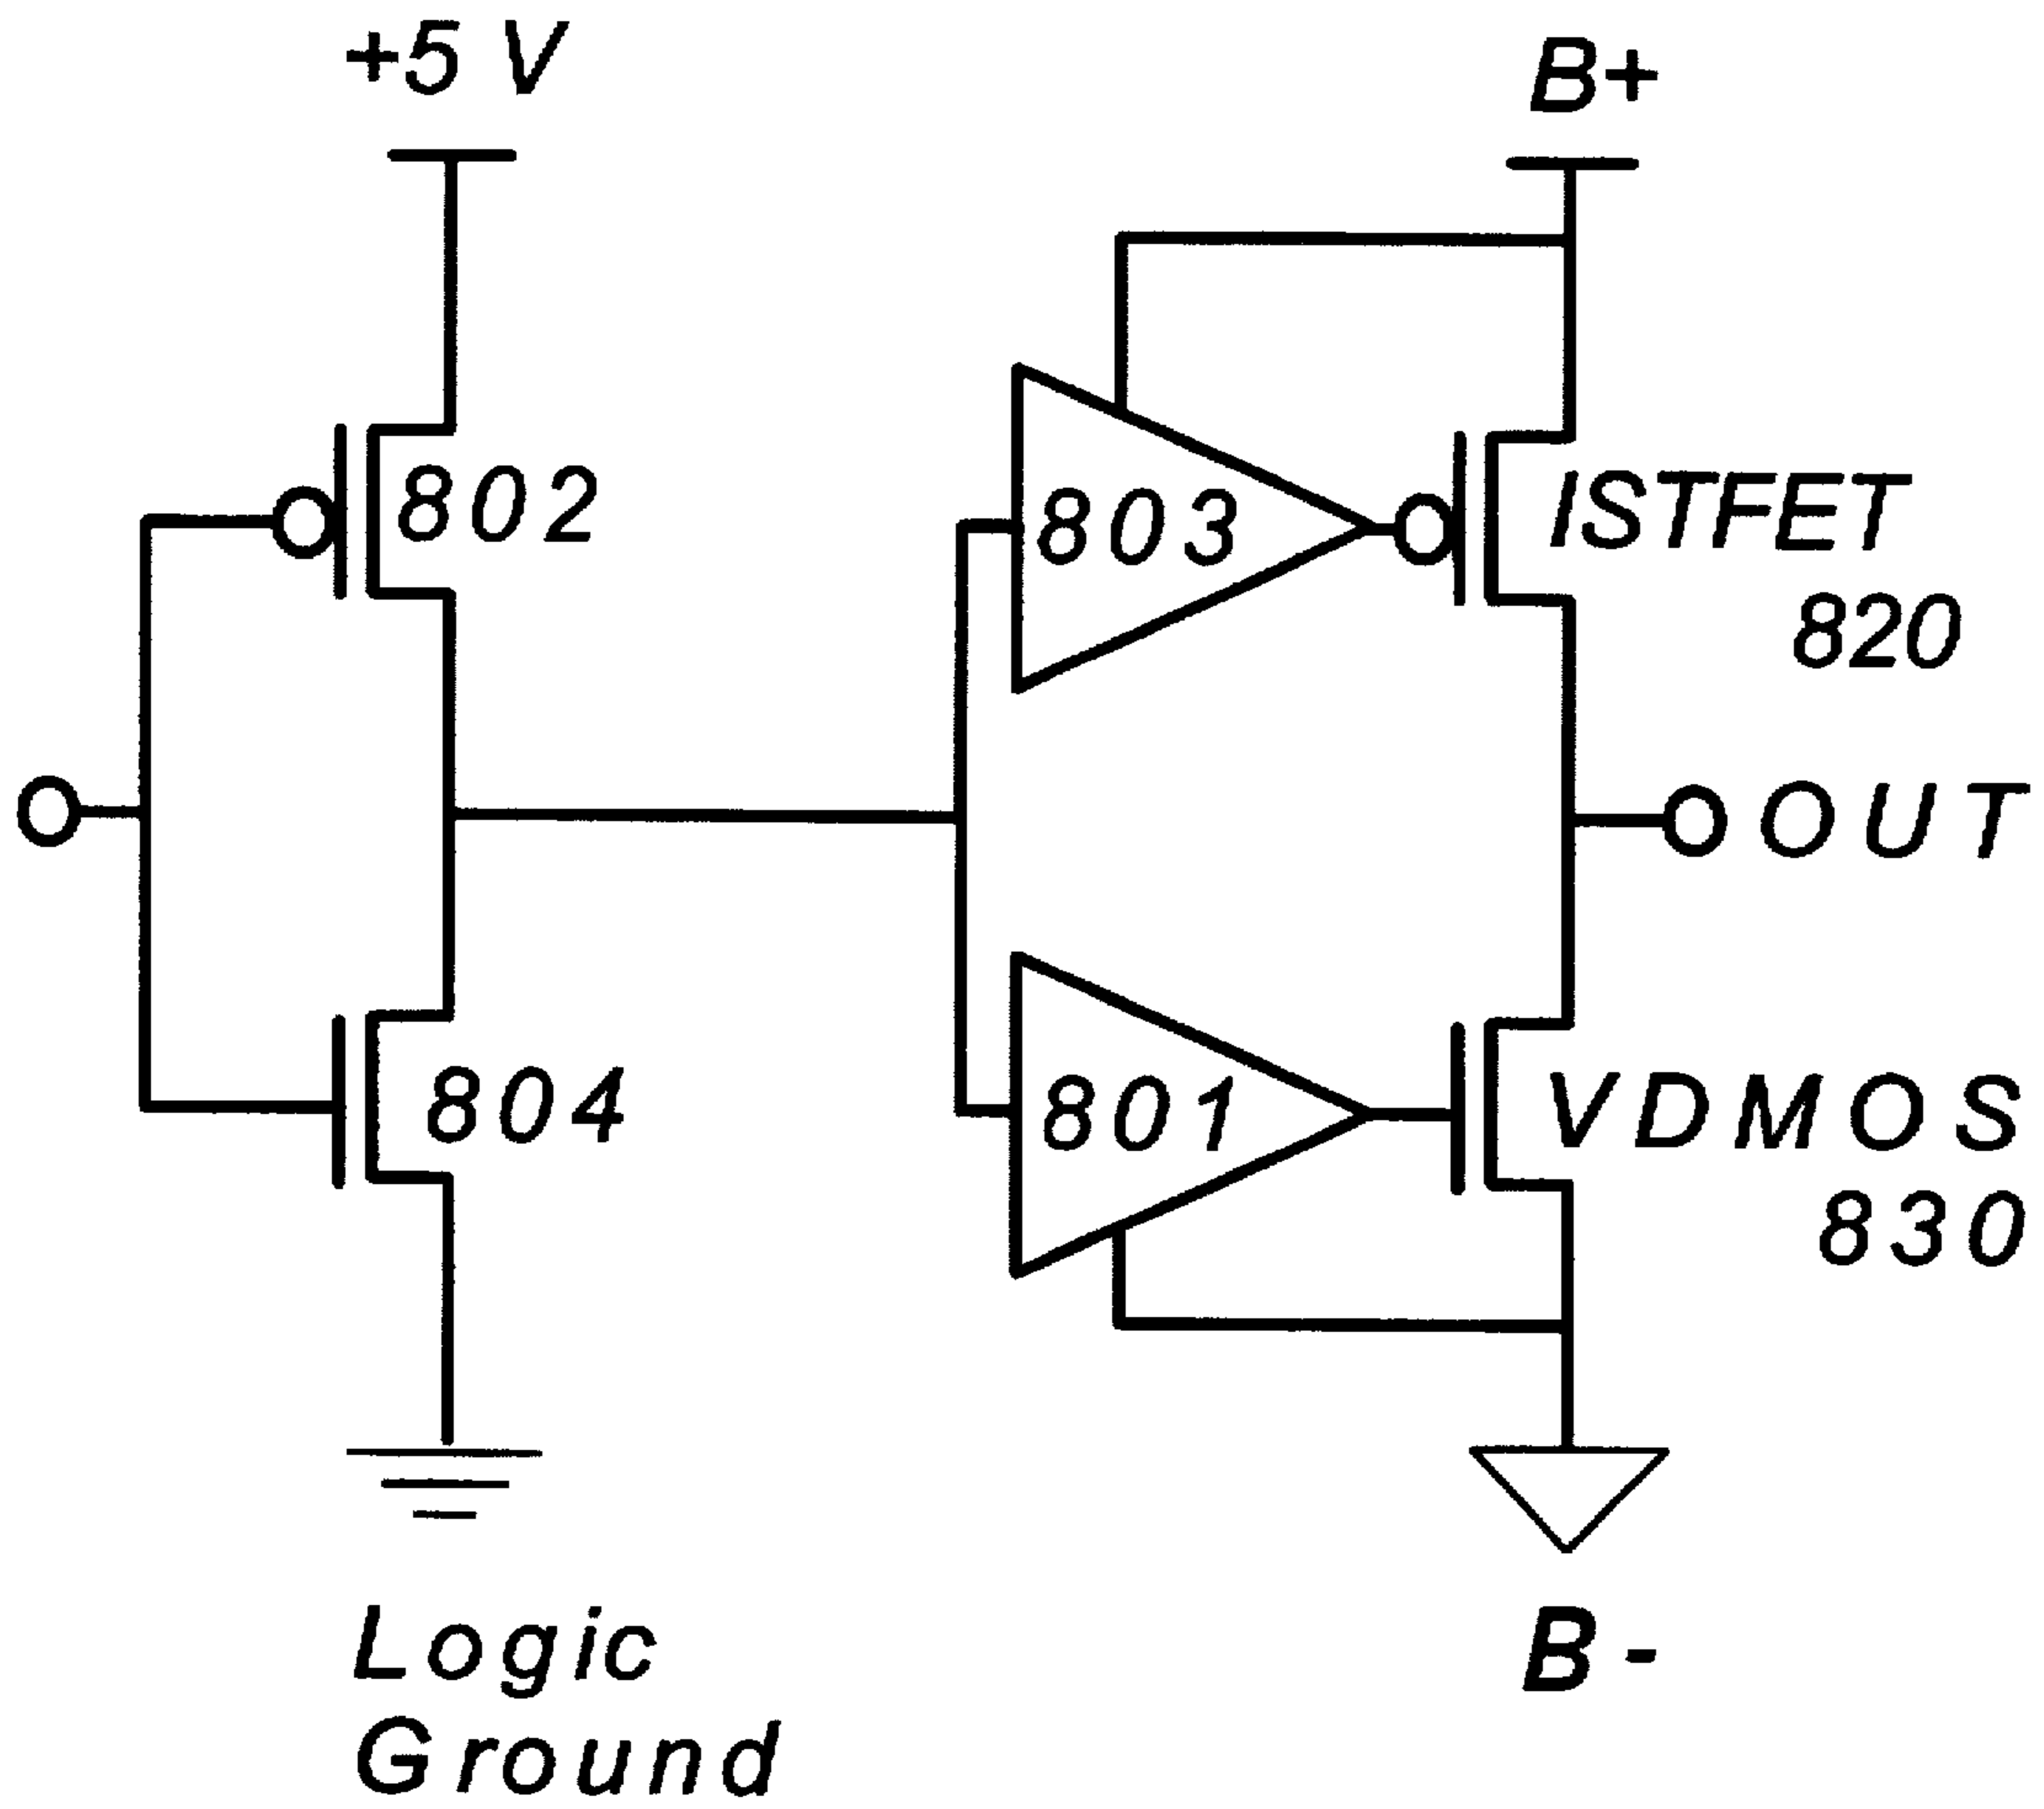 +5 V
B+
802
803
ISTFET
820
OUT
804
801
VDMOS
830
Logic
Ground
B-